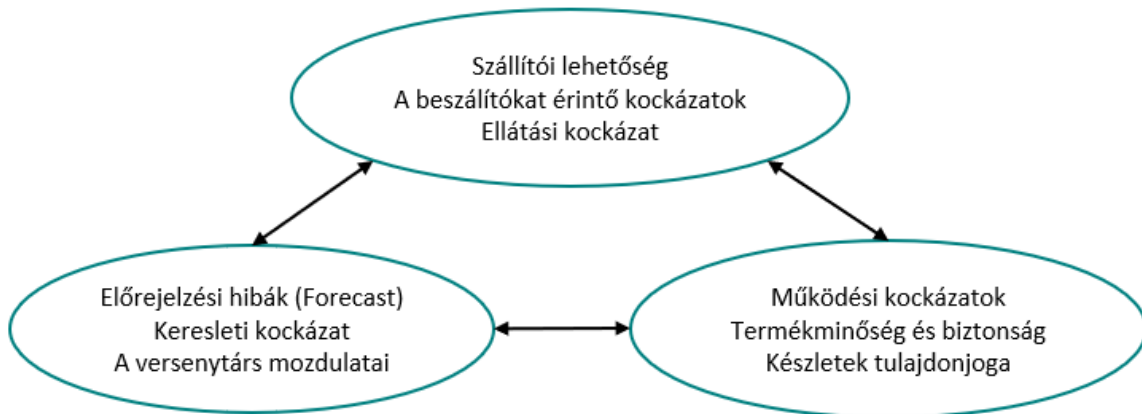 Szállítói lehetőség
A beszálítókat érintő kockázatok
Ellátási kockázat
Előrejelzési hibák (Forecast)
Keresleti kockázat
A versenytárs mozdulatai
Működési kockázatok
Termékminőség és biztonság
Készletek tulajdonjoga